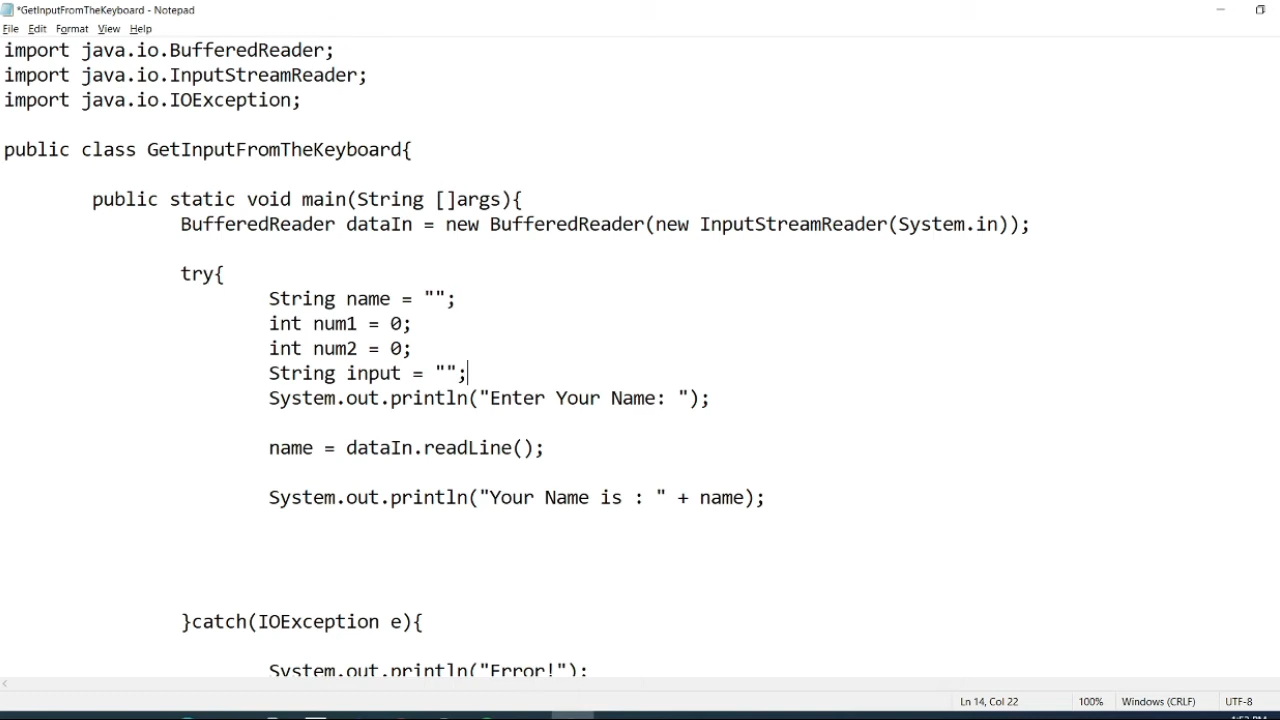 *GetInputFromTheKeyboard - Notepad
File Edit Format View Help
import java.io.BufferedReader;
import java.io.InputStreamReader;
import java.io.IOException;
public class GetInputFromTheKeyboard{
public static void main(String []args){
BufferedReader dataIn = new BufferedReader(new InputStreamReader(System.in));
try{
String name = "";
int num1 = 0;
int num2 = 0;
String input = "";
System.out.println("Enter Your Name: ");
name = dataIn.readLine();
System.out.println("Your Name is : " + name);
}catch(IOException e){
System.out.println("Error!");
Ln 14, Col 22 100% Windows (CRLF) UTF-8